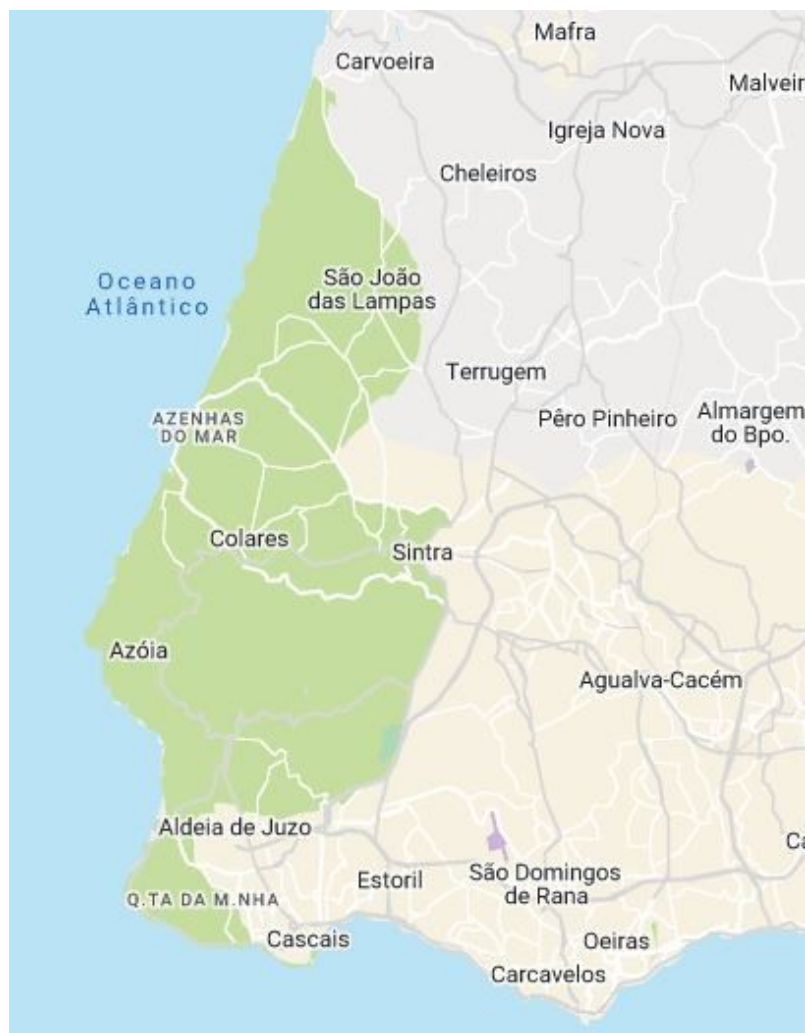 Mafra
Carvoeira
Malveir
Igreja Nova
Cheleiros
Oceano
Atlântico
São João
das Lampas
Terrugem
Pêro Pinheiro
Almargem
do Bpo.
AZENHAS
DO MAR
Colares
Sintra
Azóia
Agualva-Cacém
Aldeia de Juzo
Ca
Estoril
São Domingos
de Rana
Q.TA DA M.NHA
Cascais
Oeiras
Carcavelos